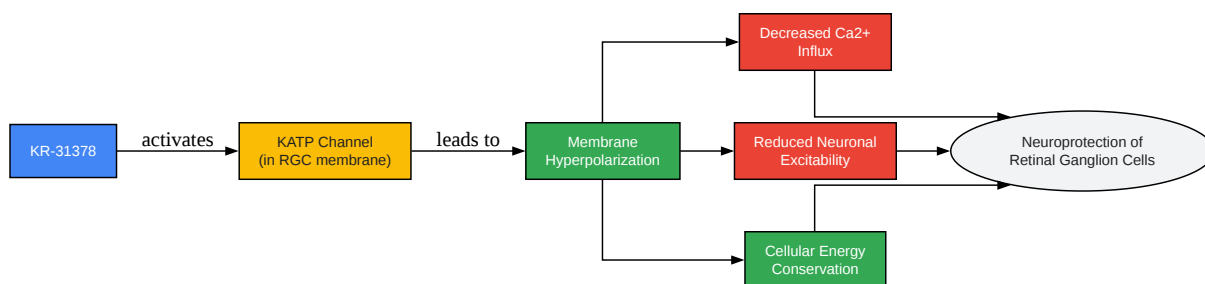 KR-31378
activates
KATP Channel
(in RGC membrane)
leads to
Membrane
Hyperpolarization
Decreased Ca2+
Influx
Reduced Neuronal
Excitability
Cellular Energy
Conservation
Neuroprotection of
Retinal Ganglion Cells